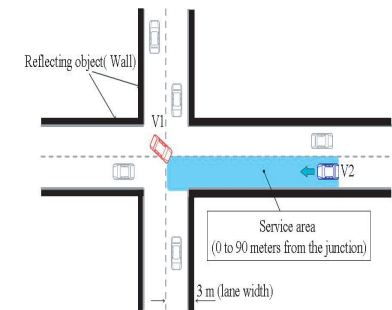 Reflecting object( Wall)
V1
V2
Service area
(0 to 90 meters from the junction)
3 m (lane width)